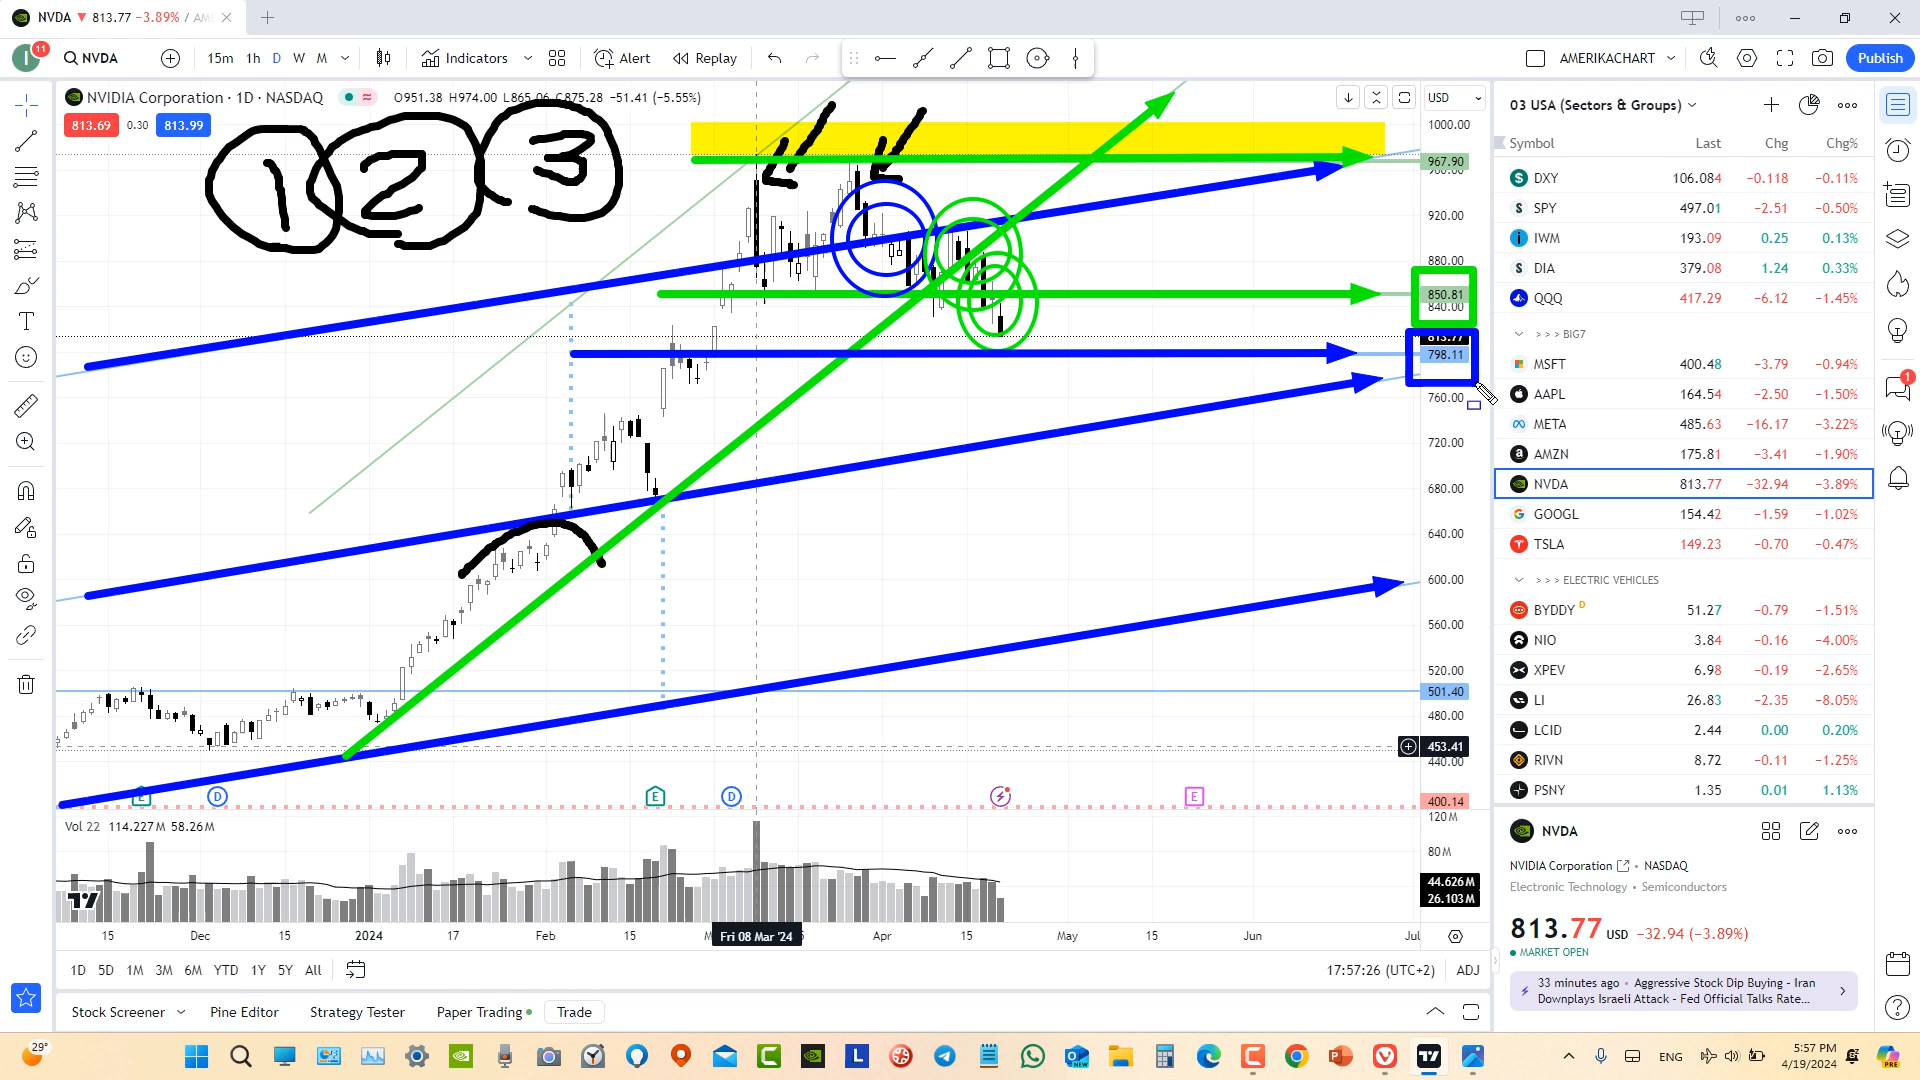 NVDA ▼ 813.77 −3.89% / AM
11
NVDA 15m 1h D W M Indicators Alert Replay AMERIKACHART Publish
NVIDIA Corporation · 1D · NASDAQ O951.38 H974.00 L865.06 C875.28 −51.41 (−5.55%)
813.69 0.30 813.99
1 2 3
USD
1000.00
967.90
960.00
920.00
880.00
850.81
840.00
813.77
798.11
760.00
720.00
680.00
640.00
600.00
560.00
520.00
501.40
480.00
453.41
440.00
400.14
E D E D E
Vol 22 114.227M 58.26M
120M
80M
44.626M
26.103M
15 Dec 15 2024 17 Feb 15 Fri 08 Mar '24 Apr 15 May 15 Jun Jul
1D 5D 1M 3M 6M YTD 1Y 5Y All 17:57:26 (UTC+2) ADJ
Stock Screener Pine Editor Strategy Tester Paper Trading Trade
03 USA (Sectors & Groups)
Symbol Last Chg Chg%
DXY 106.084 −0.118 −0.11%
SPY 497.01 −2.51 −0.50%
IWM 193.09 0.25 0.13%
DIA 379.08 1.24 0.33%
QQQ 417.29 −6.12 −1.45%
> > > BIG7
MSFT 400.48 −3.79 −0.94%
AAPL 164.54 −2.50 −1.50%
META 485.63 −16.17 −3.22%
AMZN 175.81 −3.41 −1.90%
NVDA 813.77 −32.94 −3.89%
GOOGL 154.42 −1.59 −1.02%
TSLA 149.23 −0.70 −0.47%
> > > ELECTRIC VEHICLES
BYDDY D 51.27 −0.79 −1.51%
NIO 3.84 −0.16 −4.00%
XPEV 6.98 −0.19 −2.65%
LI 26.83 −2.35 −8.05%
LCID 2.44 0.00 0.20%
RIVN 8.72 −0.11 −1.25%
PSNY 1.35 0.01 1.13%
NVDA
NVIDIA Corporation • NASDAQ
Electronic Technology • Semiconductors
813.77 USD −32.94 (−3.89%)
MARKET OPEN
33 minutes ago • Aggressive Stock Dip Buying - Iran
Downplays Israeli Attack - Fed Official Talks Rate...
1
29°
ENG
5:57 PM
4/19/2024
PRE